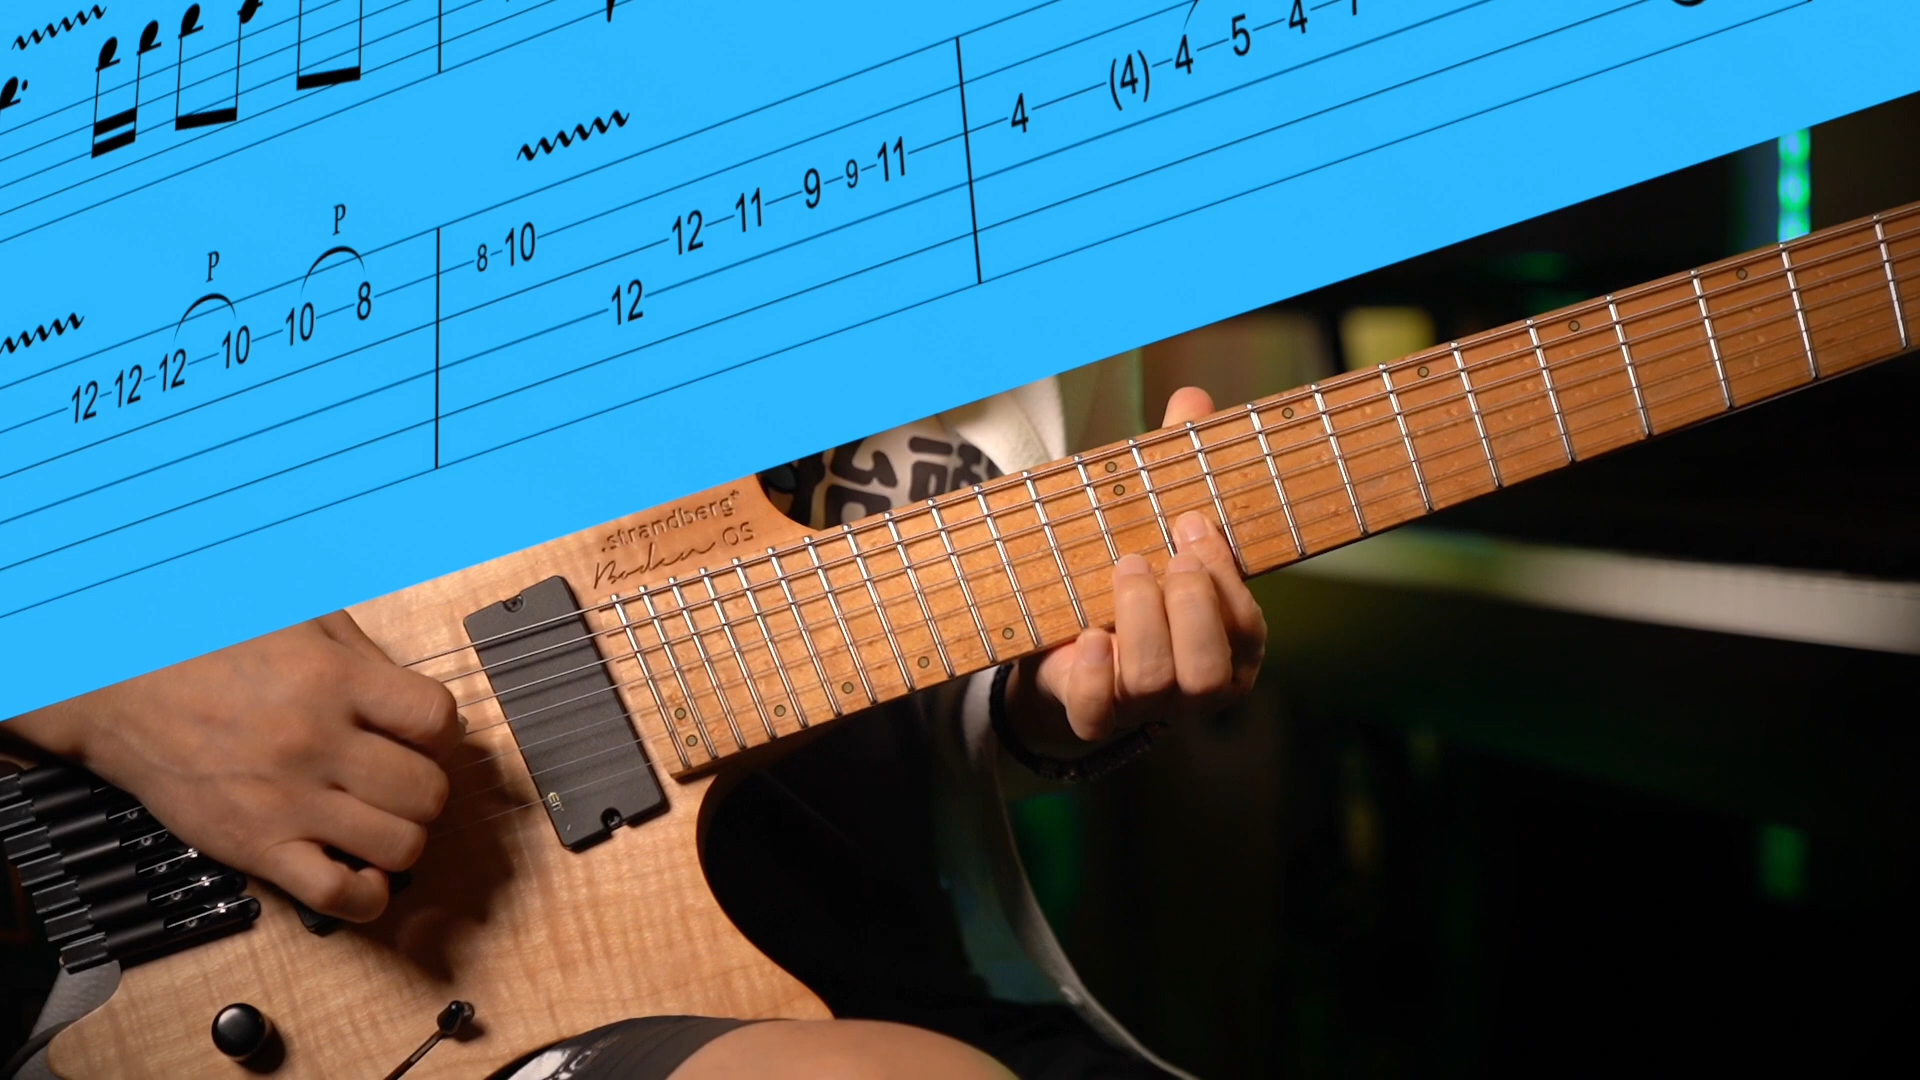 P
P
12-12-12-10-10-8
8-10
12
12-11-9-9-11
4 (4)-4-5-4
.strandberg*
Boden OS